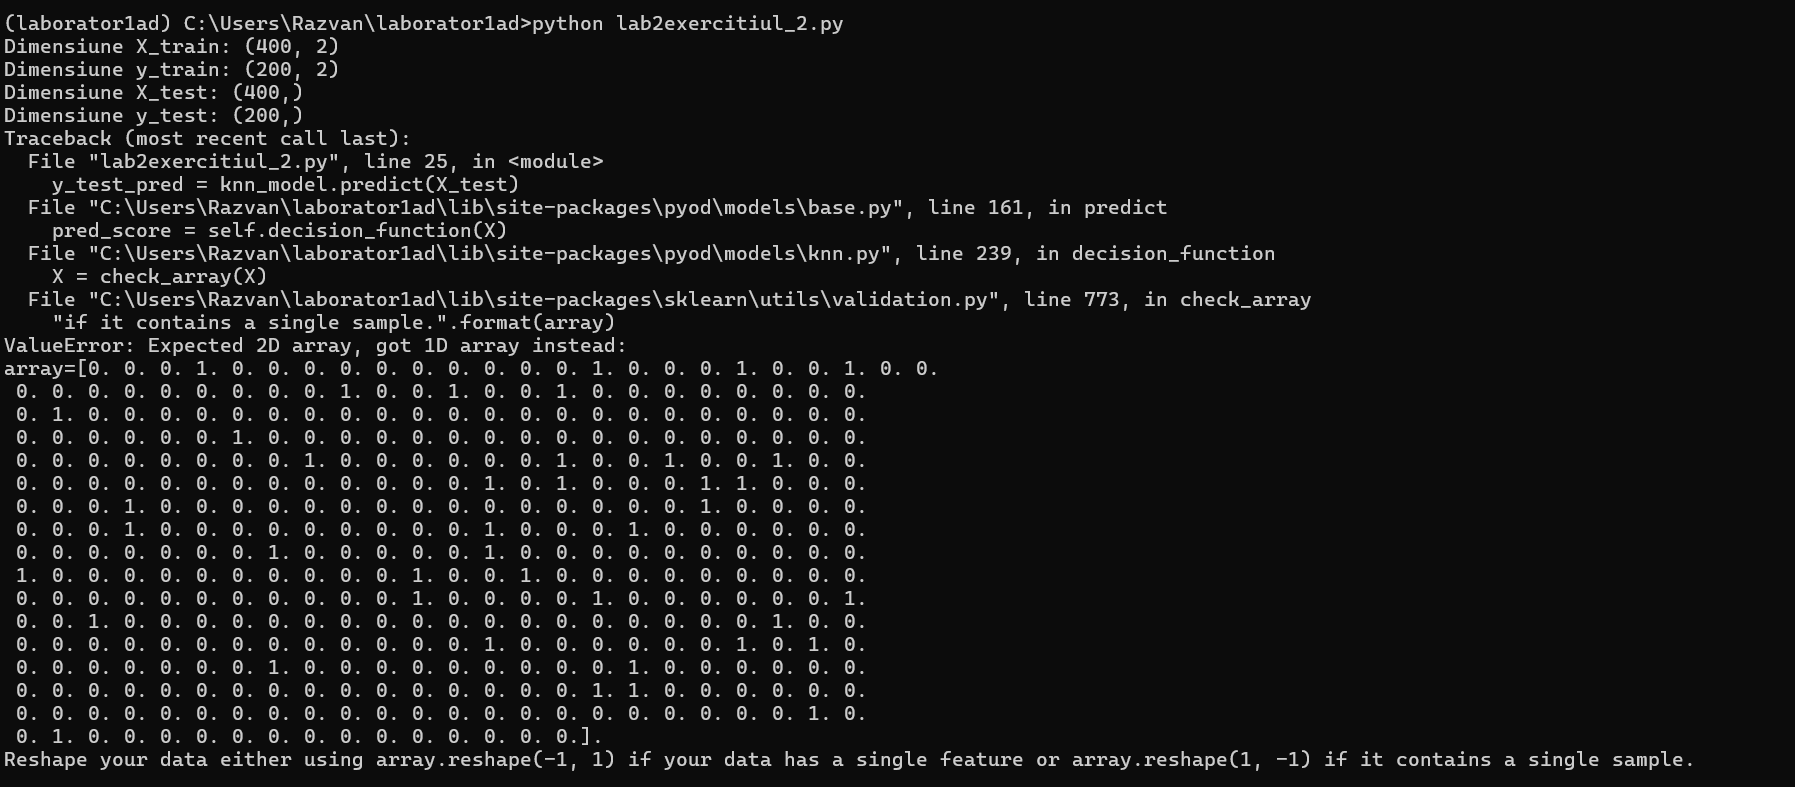 (laborator1ad) C:\Users\Razvan\laborator1ad>python lab2exercitiul_2.py
Dimensiune X_train: (400, 2)
Dimensiune y_train: (200, 2)
Dimensiune X_test: (400,)
Dimensiune y_test: (200,)
Traceback (most recent call last):
  File "lab2exercitiul_2.py", line 25, in <module>
    y_test_pred = knn_model.predict(X_test)
  File "C:\Users\Razvan\laborator1ad\lib\site-packages\pyod\models\base.py", line 161, in predict
    pred_score = self.decision_function(X)
  File "C:\Users\Razvan\laborator1ad\lib\site-packages\pyod\models\knn.py", line 239, in decision_function
    X = check_array(X)
  File "C:\Users\Razvan\laborator1ad\lib\site-packages\sklearn\utils\validation.py", line 773, in check_array
    "if it contains a single sample.".format(array)
ValueError: Expected 2D array, got 1D array instead:
array=[0. 0. 0. 1. 0. 0. 0. 0. 0. 0. 0. 0. 0. 0. 1. 0. 0. 0. 1. 0. 0. 1. 0. 0.
 0. 0. 0. 0. 0. 0. 0. 0. 0. 1. 0. 0. 1. 0. 0. 1. 0. 0. 0. 0. 0. 0. 0. 0.
 0. 1. 0. 0. 0. 0. 0. 0. 0. 0. 0. 0. 0. 0. 0. 0. 0. 0. 0. 0. 0. 0. 0. 0.
 0. 0. 0. 0. 0. 0. 1. 0. 0. 0. 0. 0. 0. 0. 0. 0. 0. 0. 0. 0. 0. 0. 0. 0.
 0. 0. 0. 0. 0. 0. 0. 0. 1. 0. 0. 0. 0. 0. 0. 1. 0. 0. 1. 0. 0. 1. 0. 0.
 0. 0. 0. 0. 0. 0. 0. 0. 0. 0. 0. 0. 0. 1. 0. 1. 0. 0. 0. 1. 1. 0. 0. 0.
 0. 0. 0. 1. 0. 0. 0. 0. 0. 0. 0. 0. 0. 0. 0. 0. 0. 0. 0. 1. 0. 0. 0. 0.
 0. 0. 0. 1. 0. 0. 0. 0. 0. 0. 0. 0. 0. 1. 0. 0. 0. 1. 0. 0. 0. 0. 0. 0.
 0. 0. 0. 0. 0. 0. 0. 1. 0. 0. 0. 0. 0. 1. 0. 0. 0. 0. 0. 0. 0. 0. 0. 0.
 1. 0. 0. 0. 0. 0. 0. 0. 0. 0. 0. 1. 0. 0. 1. 0. 0. 0. 0. 0. 0. 0. 0. 0.
 0. 0. 0. 0. 0. 0. 0. 0. 0. 0. 0. 1. 0. 0. 0. 0. 1. 0. 0. 0. 0. 0. 0. 1.
 0. 0. 1. 0. 0. 0. 0. 0. 0. 0. 0. 0. 0. 0. 0. 0. 0. 0. 0. 0. 0. 1. 0. 0.
 0. 0. 0. 0. 0. 0. 0. 0. 0. 0. 0. 0. 0. 1. 0. 0. 0. 0. 0. 0. 1. 0. 1. 0.
 0. 0. 0. 0. 0. 0. 0. 1. 0. 0. 0. 0. 0. 0. 0. 0. 0. 1. 0. 0. 0. 0. 0. 0.
 0. 0. 0. 0. 0. 0. 0. 0. 0. 0. 0. 0. 0. 0. 0. 0. 1. 1. 0. 0. 0. 0. 0. 0.
 0. 0. 0. 0. 0. 0. 0. 0. 0. 0. 0. 0. 0. 0. 0. 0. 0. 0. 0. 0. 0. 0. 1. 0.
 0. 1. 0. 0. 0. 0. 0. 0. 0. 0. 0. 0. 0. 0. 0. 0.].
Reshape your data either using array.reshape(-1, 1) if your data has a single feature or array.reshape(1, -1) if it contains a single sample.